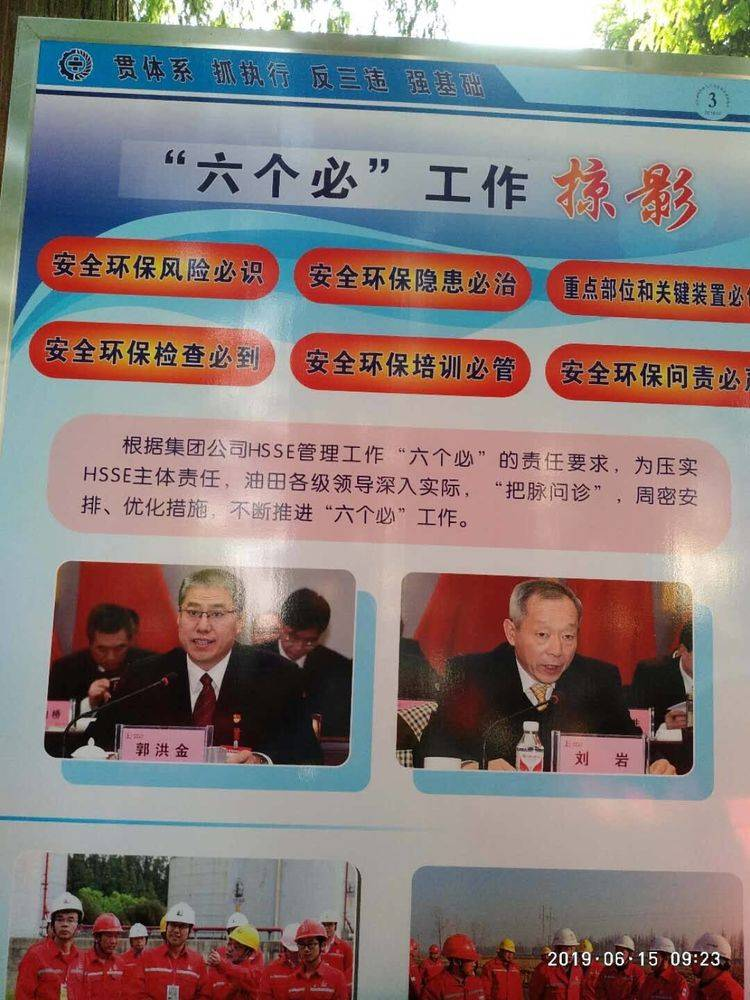 贯体系 抓执行 反三违 强基础
3
“六个必”工作掠影
安全环保风险必识
安全环保隐患必治
重点部位和关键装置必
安全环保检查必到
安全环保培训必管
安全环保问责必
根据集团公司HSSE管理工作“六个必”的责任要求，为压实
HSSE主体责任，油田各级领导深入实际，“把脉问诊”，周密安
排、优化措施，不断推进“六个必”工作。
郭洪金
刘 岩
2019-06-15 09:23